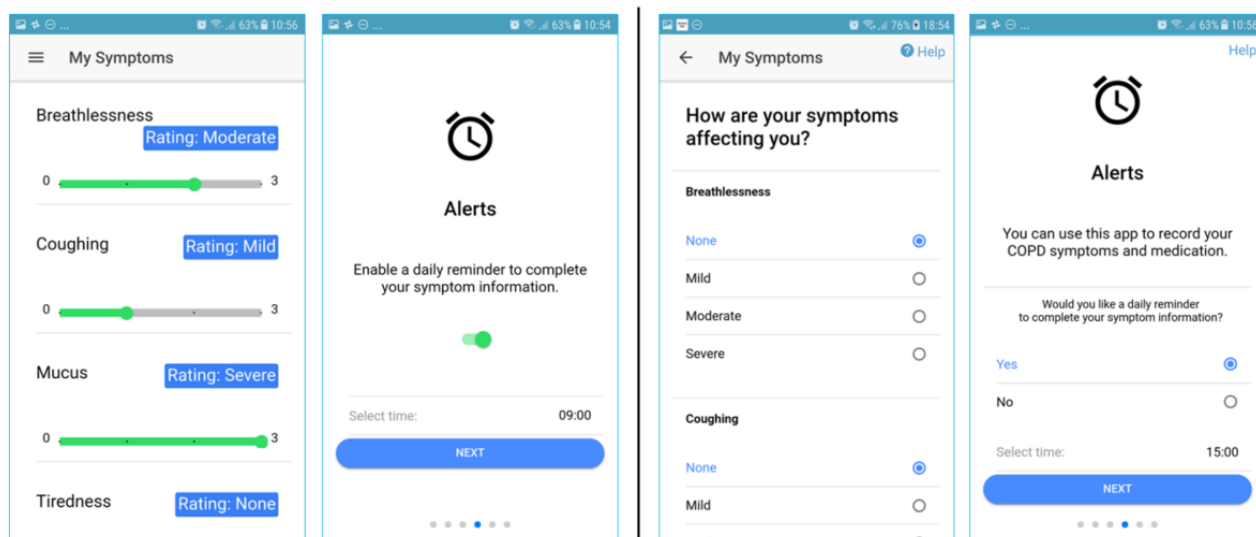 ... 63% 10:56
My Symptoms
Breathlessness
Rating: Moderate
0 3
Coughing
Rating: Mild
0 3
Mucus
Rating: Severe
0 3
Tiredness
Rating: None
... 63% 10:54
Alerts
Enable a daily reminder to complete
your symptom information.
Select time: 09:00
NEXT
76% 18:54
My Symptoms
? Help
How are your symptoms
affecting you?
Breathlessness
None
Mild
Moderate
Severe
Coughing
None
Mild
... 63% 10:56
Help
Alerts
You can use this app to record your
COPD symptoms and medication.
Would you like a daily reminder
to complete your symptom information?
Yes
No
Select time: 15:00
NEXT